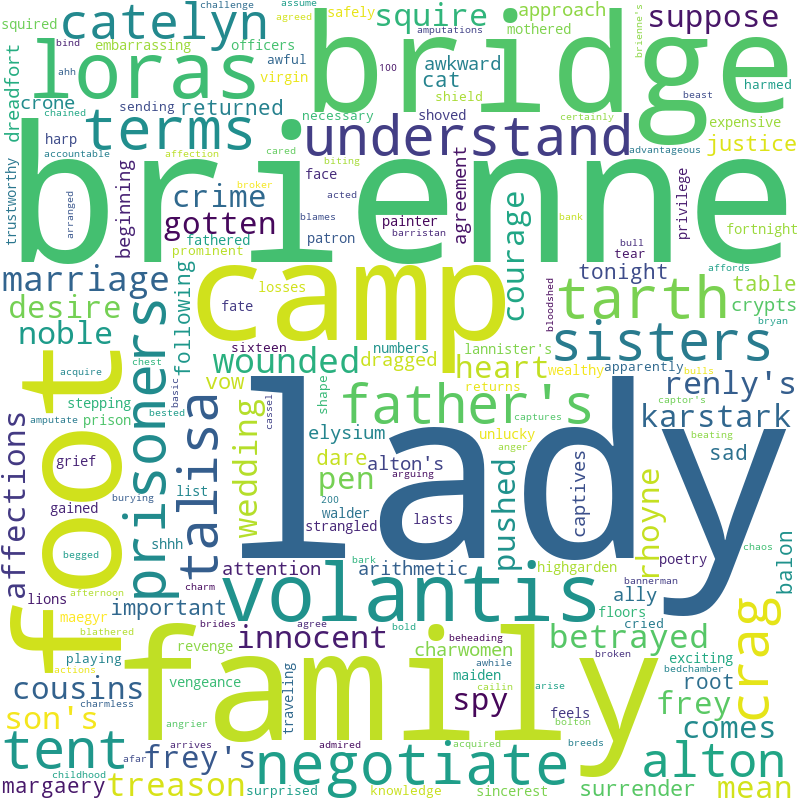 squired
challenge
assume
agreed
bind
catelyn
squire
approach
mothered
suppose
embarrassing
officers
safely
amputations
brienne's
ahh
virgin
awful
100
beast
bridge
dreadfort
loras
crone
chained
sending
returned
awkward
cat
shield
harmed
necessary
certainly
expensive
terms
understand
justice
harp
accountable
affection
cared
biting
shoved
advantageous
trustworthy
arranged
beginning
brienne
crime
broker
face
acted
gotten
blames
painter
barristan
agreement
privilege
bank
fortnight
fathered
prominent
patron
courage
bull
tear
marriage
following
fate
losses
camp
tonight
affords
bloodshed
table
desire
crypts
tarth
noble
sixteen
numbers
lannister's
bryan
acquire
chest
basic
wounded
dragged
heart
wealthy
apparently
bulls
sisters
prisoners
vow
cassel
shape
returns
captures
renly's
captor's
stepping
bested
amputate
prison
father's
karstark
foot
talisa
wedding
elysium
unlucky
anger
beating
dare
alton's
arguing
sad
affections
grief
list
pen
walder
200
strangled
lasts
pushed
captives
gained
burying
lady
rhoyne
begged
shhh
bark
highgarden
bannerman
poetry
chaos
balon
lions
afternoon
charm
attention
arithmetic
ally
maegyr
important
volantis
floors
cried
blathered
brides
agree
bold
beheading
awhile
broken
playing
revenge
innocent
charwomen
betrayed
bedchamber
exciting
crag
actions
cousins
charmless
vengeance
family
maiden
cailin
arise
root
son's
angrier
traveling
spy
feels
bolton
frey
comes
tent
afar
arrives
frey's
admired
negotiate
acquired
breeds
alton
margaery
childhood
treason
surprised
knowledge
sincerest
surrender
mean